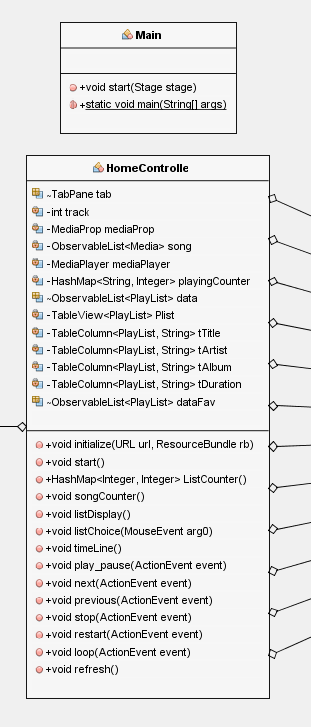 Main
+void start(Stage stage)
+static void main(String[] args)
HomeControlle
~TabPane tab
-int track
-MediaProp mediaProp
-ObservableList<Media> song
-MediaPlayer mediaPlayer
-HashMap<String, Integer> playingCounter
~ObservableList<PlayList> data
-TableView<PlayList> Plist
-TableColumn<PlayList, String> tTitle
-TableColumn<PlayList, String> tArtist
-TableColumn<PlayList, String> tAlbum
-TableColumn<PlayList, String> tDuration
~ObservableList<PlayList> dataFav
+void initialize(URL url, ResourceBundle rb)
+void start()
+HashMap<Integer, Integer> ListCounter()
+void songCounter()
+void listDisplay()
+void listChoice(MouseEvent arg0)
+void timeLine()
+void play_pause(ActionEvent event)
+void next(ActionEvent event)
+void previous(ActionEvent event)
+void stop(ActionEvent event)
+void restart(ActionEvent event)
+void loop(ActionEvent event)
+void refresh()